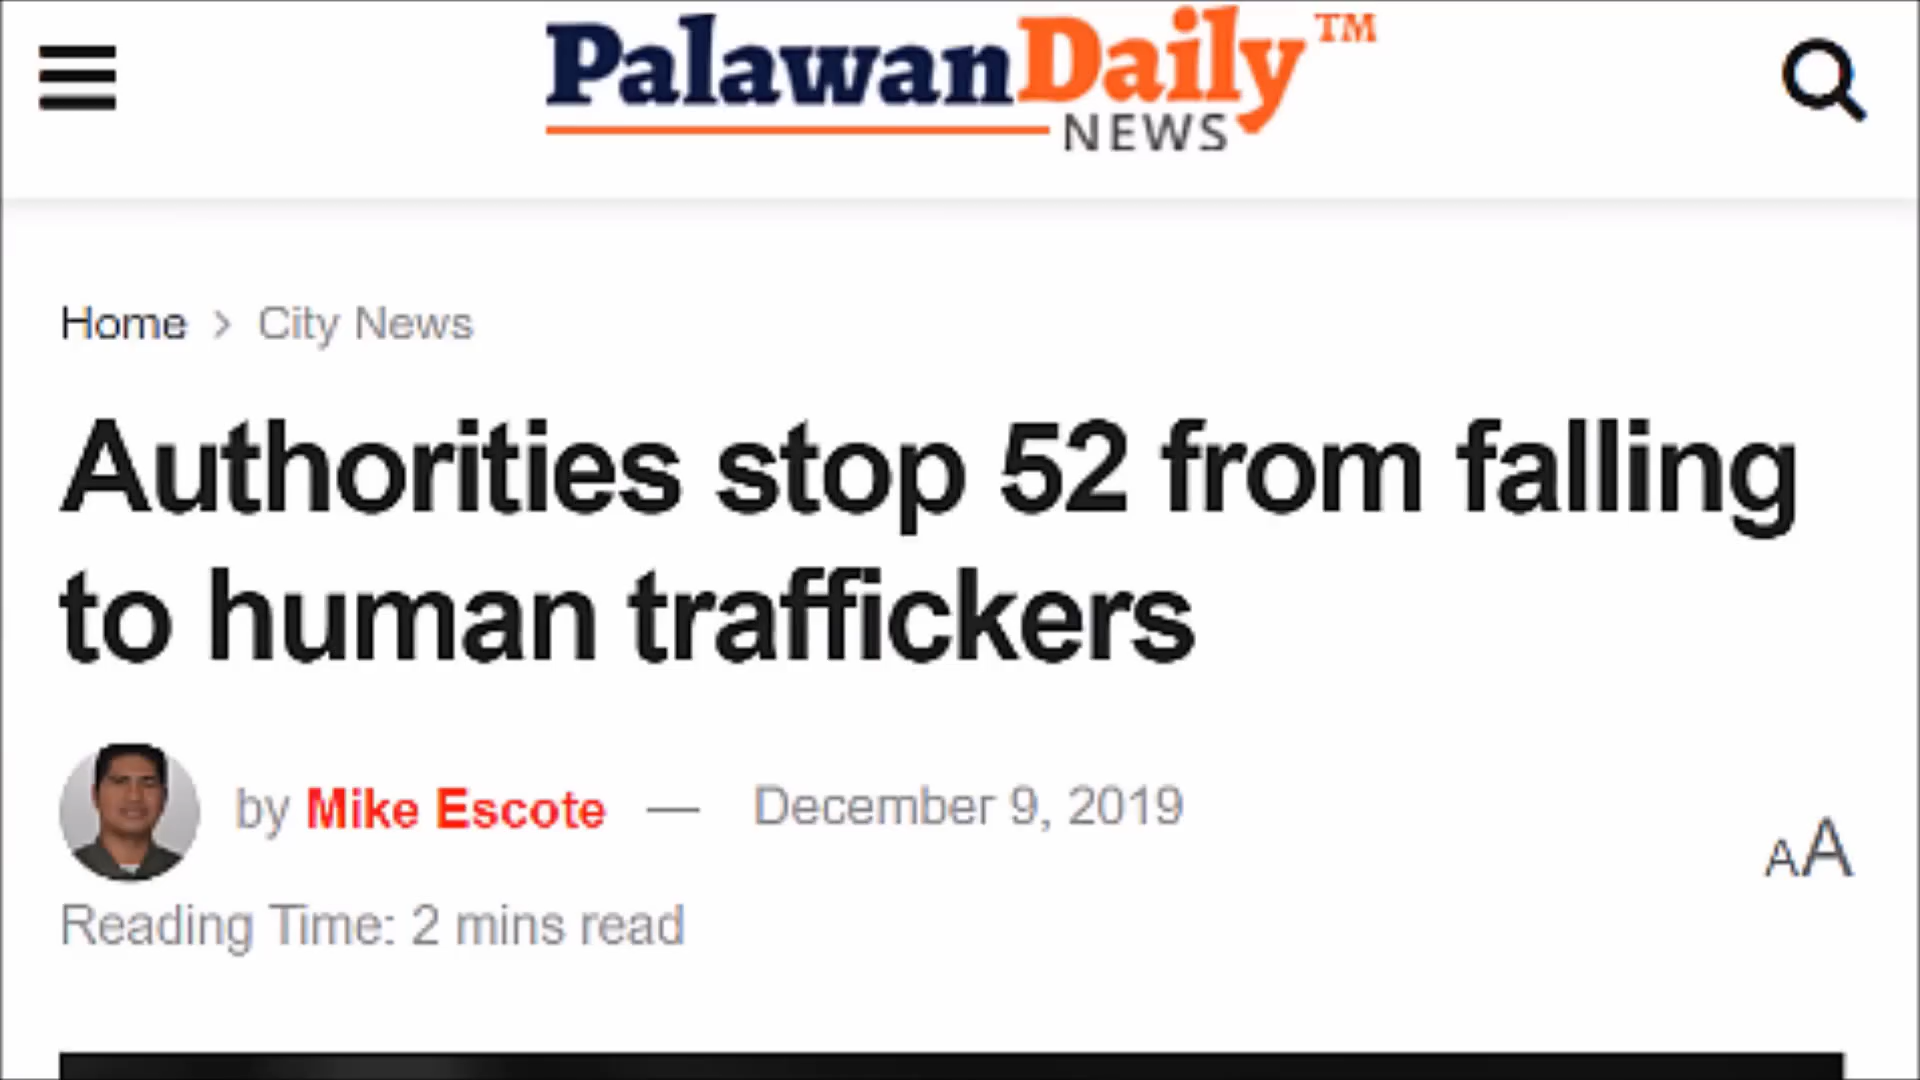 PalawanDaily™
NEWS
Home > City News
Authorities stop 52 from falling
to human traffickers
by Mike Escote — December 9, 2019
AA
Reading Time: 2 mins read